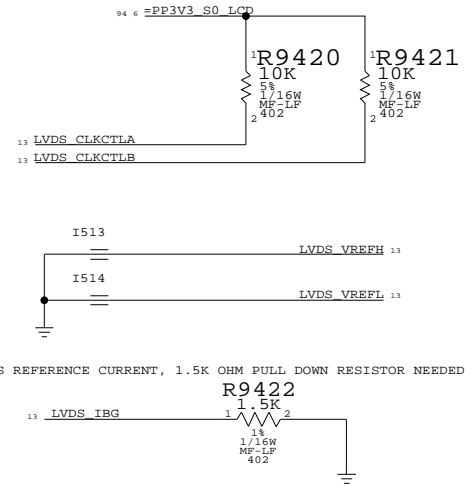 94 6 =PP3V3_S0_LCD
1 R9420
10K
5%
1/16W
MF-LF
402
2
1 R9421
10K
5%
1/16W
MF-LF
402
2
13 LVDS_CLKCTLA
13 LVDS_CLKCTLB
I513
LVDS_VREFH 13
I514
LVDS_VREFL 13
S REFERENCE CURRENT, 1.5K OHM PULL DOWN RESISTOR NEEDED
R9422
13 LVDS_IBG 1 1.5K 2
1%
1/16W
MF-LF
402